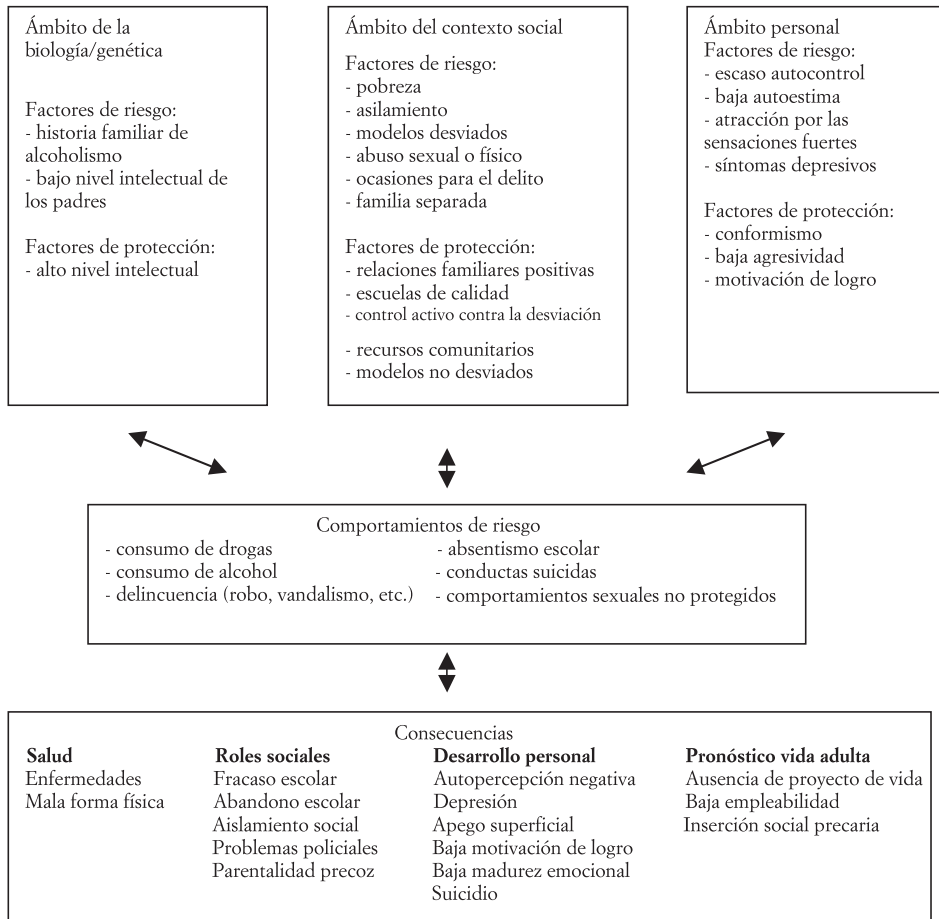 Ámbito de la
biología/genética
Factores de riesgo:
- historia familiar de
alcoholismo
- bajo nivel intelectual de
los padres
Factores de protección:
- alto nivel intelectual
Ámbito del contexto social
Factores de riesgo:
- pobreza
- asilamiento
- modelos desviados
- abuso sexual o físico
- ocasiones para el delito
- familia separada
Factores de protección:
- relaciones familiares positivas
- escuelas de calidad
- control activo contra la desviación
- recursos comunitarios
- modelos no desviados
Ámbito personal
Factores de riesgo:
- escaso autocontrol
- baja autoestima
- atracción por las
sensaciones fuertes
- síntomas depresivos
Factores de protección:
- conformismo
- baja agresividad
- motivación de logro
Comportamientos de riesgo
- consumo de drogas
- consumo de alcohol
- delincuencia (robo, vandalismo, etc.)
- absentismo escolar
- conductas suicidas
- comportamientos sexuales no protegidos
Consecuencias
Salud
Enfermedades
Mala forma física
Roles sociales
Fracaso escolar
Abandono escolar
Aislamiento social
Problemas policiales
Parentalidad precoz
Desarrollo personal
Autopercepción negativa
Depresión
Apego superficial
Baja motivación de logro
Baja madurez emocional
Suicidio
Pronóstico vida adulta
Ausencia de proyecto de vida
Baja empleabilidad
Inserción social precaria